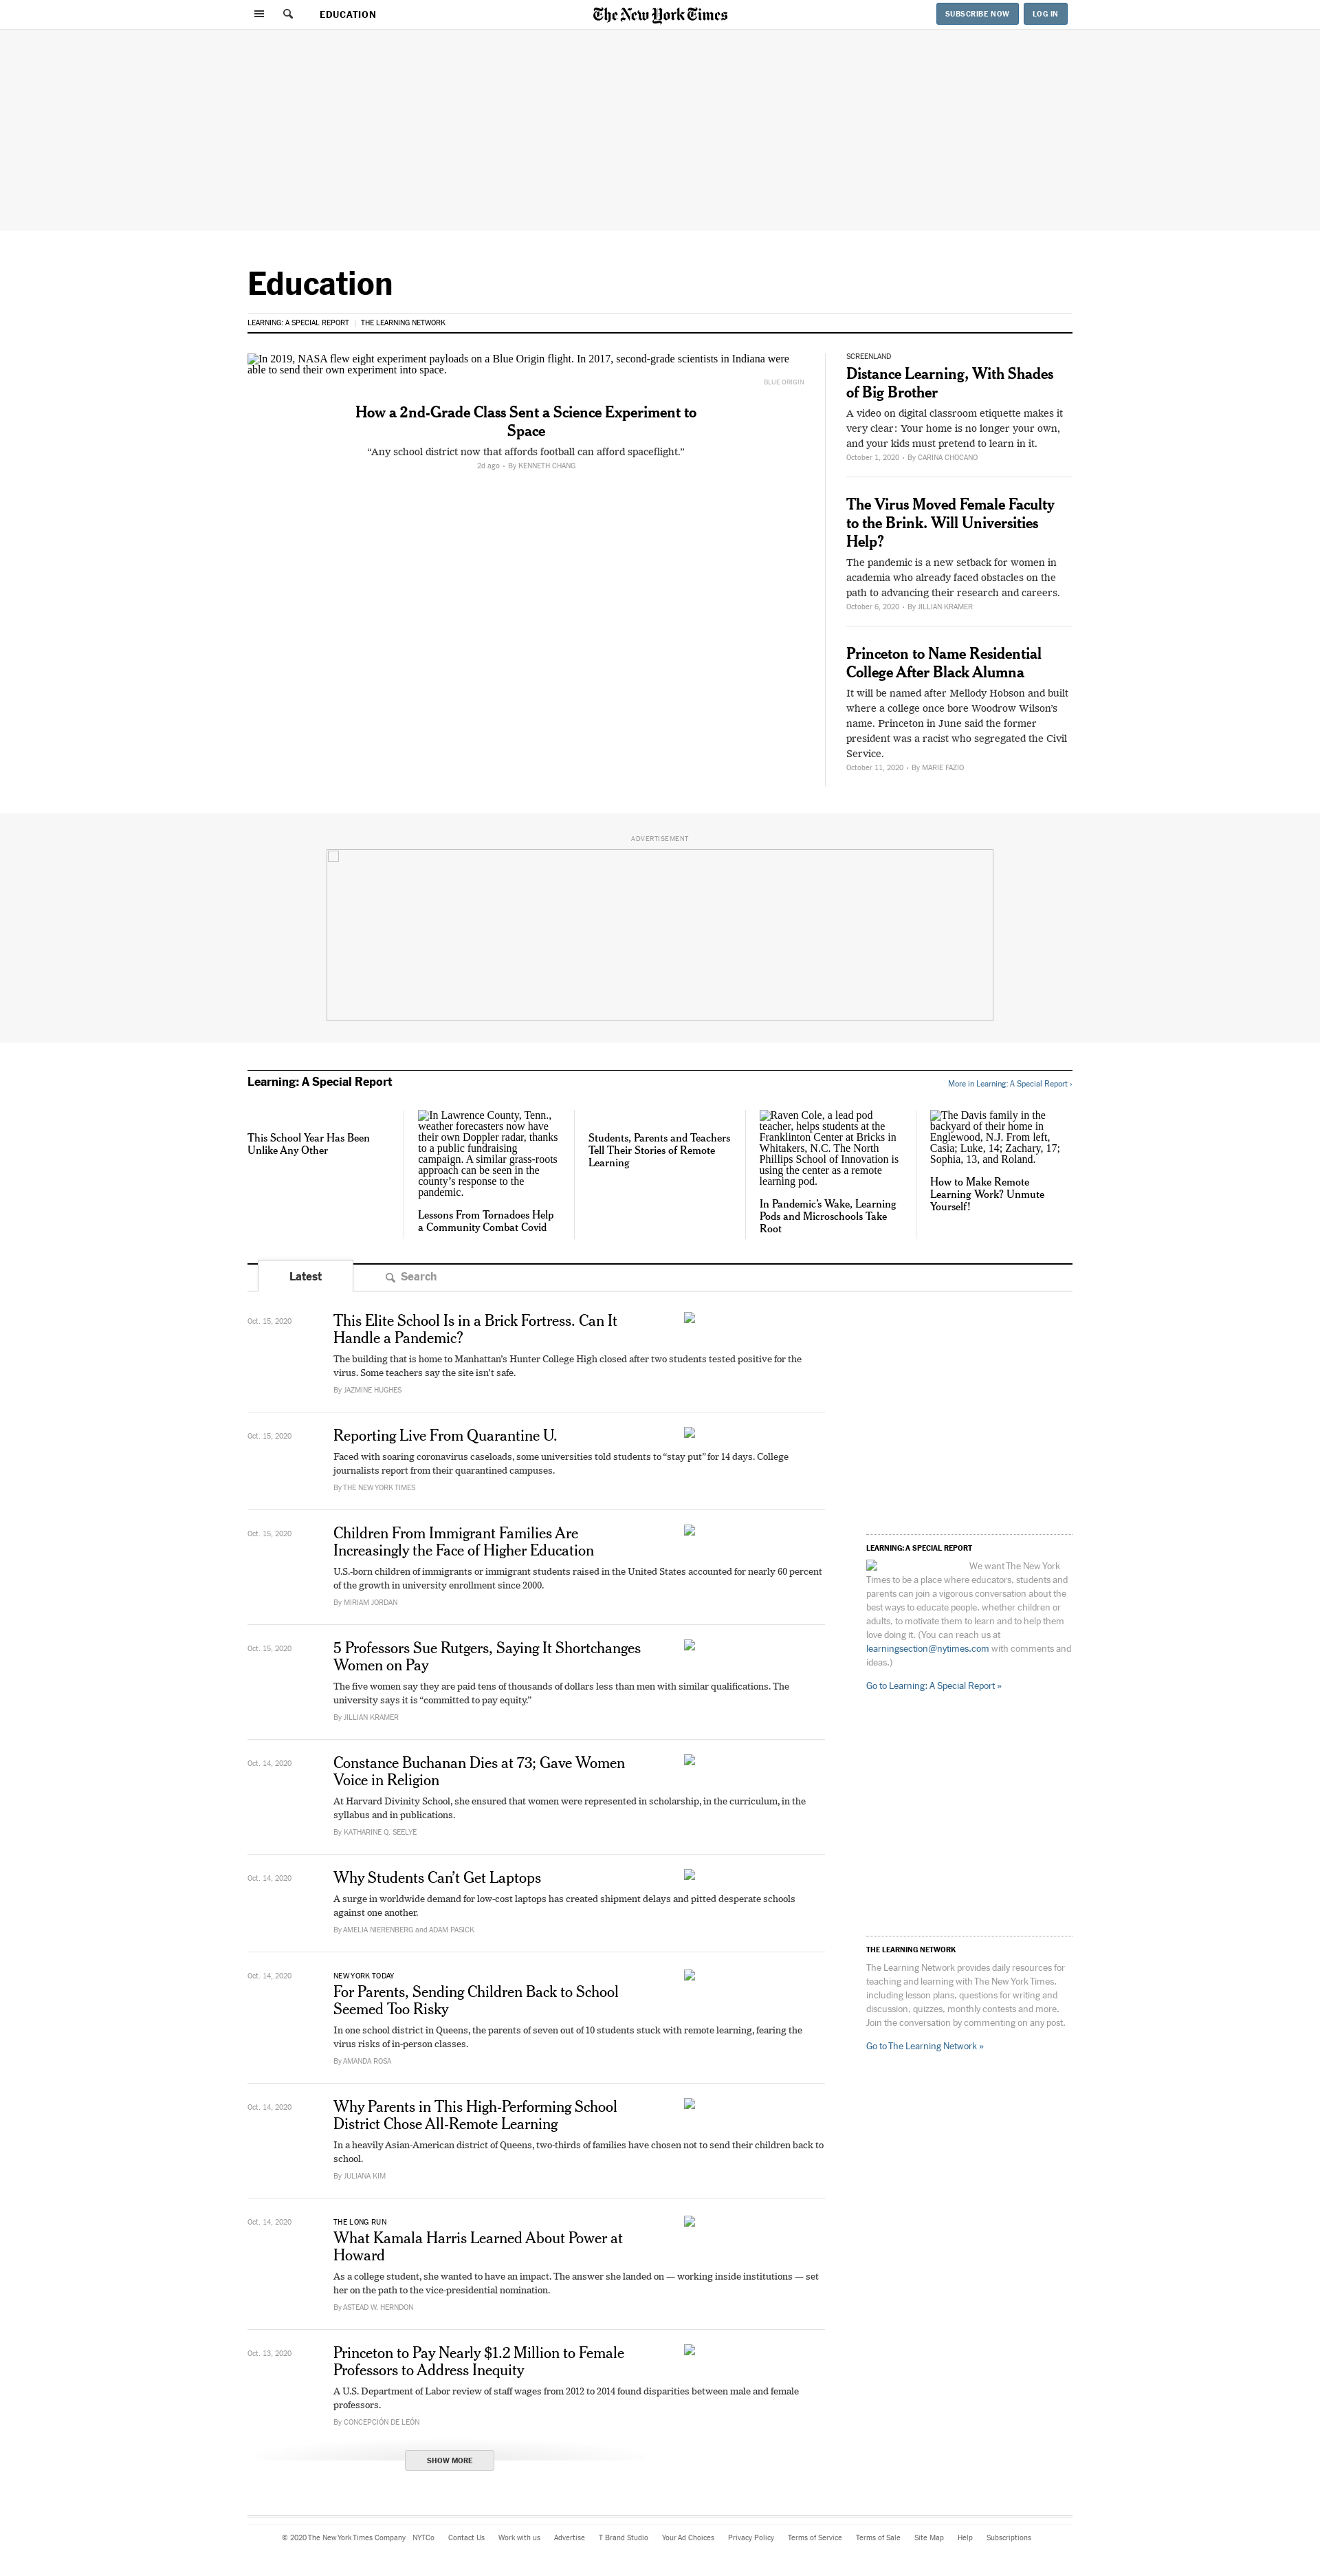 EDUCATION
The New York Times
SUBSCRIBE NOW
LOG IN
Education
LEARNING: A SPECIAL REPORT | THE LEARNING NETWORK
In 2019, NASA flew eight experiment payloads on a Blue Origin flight. In 2017, second-grade scientists in Indiana were
able to send their own experiment into space.
BLUE ORIGIN
How a 2nd-Grade Class Sent a Science Experiment to
Space
“Any school district now that affords football can afford spaceflight.”
2d ago • By KENNETH CHANG
SCREENLAND
Distance Learning, With Shades
of Big Brother
A video on digital classroom etiquette makes it
very clear: Your home is no longer your own,
and your kids must pretend to learn in it.
October 1, 2020 • By CARINA CHOCANO
The Virus Moved Female Faculty
to the Brink. Will Universities
Help?
The pandemic is a new setback for women in
academia who already faced obstacles on the
path to advancing their research and careers.
October 6, 2020 • By JILLIAN KRAMER
Princeton to Name Residential
College After Black Alumna
It will be named after Mellody Hobson and built
where a college once bore Woodrow Wilson’s
name. Princeton in June said the former
president was a racist who segregated the Civil
Service.
October 11, 2020 • By MARIE FAZIO
ADVERTISEMENT
Learning: A Special Report
More in Learning: A Special Report ›
This School Year Has Been
Unlike Any Other
In Lawrence County, Tenn.,
weather forecasters now have
their own Doppler radar, thanks
to a public fundraising
campaign. A similar grass-roots
approach can be seen in the
county’s response to the
pandemic.
Lessons From Tornadoes Help
a Community Combat Covid
Students, Parents and Teachers
Tell Their Stories of Remote
Learning
Raven Cole, a lead pod
teacher, helps students at the
Franklinton Center at Bricks in
Whitakers, N.C. The North
Phillips School of Innovation is
using the center as a remote
learning pod.
In Pandemic’s Wake, Learning
Pods and Microschools Take
Root
The Davis family in the
backyard of their home in
Englewood, N.J. From left,
Casia; Luke, 14; Zachary, 17;
Sophia, 13, and Roland.
How to Make Remote
Learning Work? Unmute
Yourself!
Latest
Search
Oct. 15, 2020
This Elite School Is in a Brick Fortress. Can It
Handle a Pandemic?
The building that is home to Manhattan’s Hunter College High closed after two students tested positive for the
virus. Some teachers say the site isn’t safe.
By JAZMINE HUGHES
Oct. 15, 2020
Reporting Live From Quarantine U.
Faced with soaring coronavirus caseloads, some universities told students to “stay put” for 14 days. College
journalists report from their quarantined campuses.
By THE NEW YORK TIMES
Oct. 15, 2020
Children From Immigrant Families Are
Increasingly the Face of Higher Education
U.S.-born children of immigrants or immigrant students raised in the United States accounted for nearly 60 percent
of the growth in university enrollment since 2000.
By MIRIAM JORDAN
Oct. 15, 2020
5 Professors Sue Rutgers, Saying It Shortchanges
Women on Pay
The five women say they are paid tens of thousands of dollars less than men with similar qualifications. The
university says it is “committed to pay equity.”
By JILLIAN KRAMER
Oct. 14, 2020
Constance Buchanan Dies at 73; Gave Women
Voice in Religion
At Harvard Divinity School, she ensured that women were represented in scholarship, in the curriculum, in the
syllabus and in publications.
By KATHARINE Q. SEELYE
Oct. 14, 2020
Why Students Can’t Get Laptops
A surge in worldwide demand for low-cost laptops has created shipment delays and pitted desperate schools
against one another.
By AMELIA NIERENBERG and ADAM PASICK
Oct. 14, 2020
NEW YORK TODAY
For Parents, Sending Children Back to School
Seemed Too Risky
In one school district in Queens, the parents of seven out of 10 students stuck with remote learning, fearing the
virus risks of in-person classes.
By AMANDA ROSA
Oct. 14, 2020
Why Parents in This High-Performing School
District Chose All-Remote Learning
In a heavily Asian-American district of Queens, two-thirds of families have chosen not to send their children back to
school.
By JULIANA KIM
Oct. 14, 2020
THE LONG RUN
What Kamala Harris Learned About Power at
Howard
As a college student, she wanted to have an impact. The answer she landed on — working inside institutions — set
her on the path to the vice-presidential nomination.
By ASTEAD W. HERNDON
Oct. 13, 2020
Princeton to Pay Nearly $1.2 Million to Female
Professors to Address Inequity
A U.S. Department of Labor review of staff wages from 2012 to 2014 found disparities between male and female
professors.
By CONCEPCIÓN DE LEÓN
SHOW MORE
LEARNING: A SPECIAL REPORT
We want The New York
Times to be a place where educators, students and
parents can join a vigorous conversation about the
best ways to educate people, whether children or
adults, to motivate them to learn and to help them
love doing it. (You can reach us at
learningsection@nytimes.com with comments and
ideas.)
Go to Learning: A Special Report »
THE LEARNING NETWORK
The Learning Network provides daily resources for
teaching and learning with The New York Times,
including lesson plans, questions for writing and
discussion, quizzes, monthly contests and more.
Join the conversation by commenting on any post.
Go to The Learning Network »
© 2020 The New York Times Company NYTCo Contact Us Work with us Advertise T Brand Studio Your Ad Choices Privacy Policy Terms of Service Terms of Sale Site Map Help Subscriptions